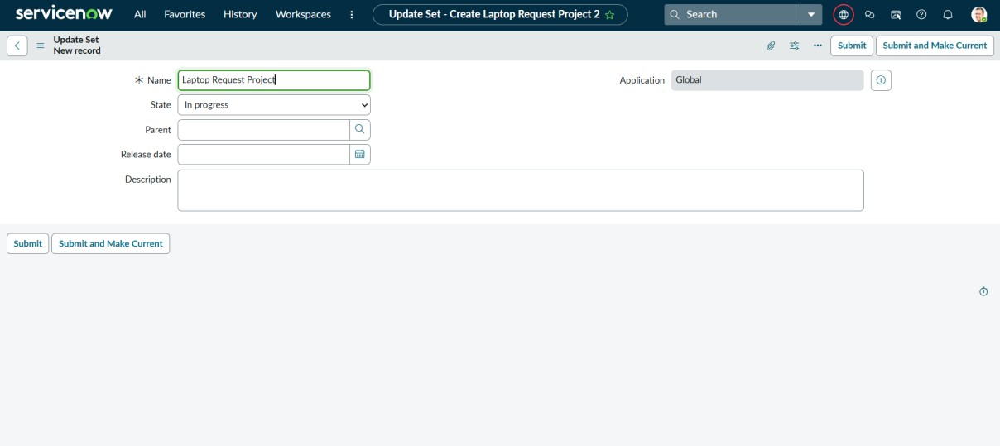 servicenow All Favorites History Workspaces Update Set - Create Laptop Request Project 2 Search
Update Set
New record
Submit Submit and Make Current
Name Laptop Request Project Application Global
State In progress
Parent
Release date
Description
Submit Submit and Make Current